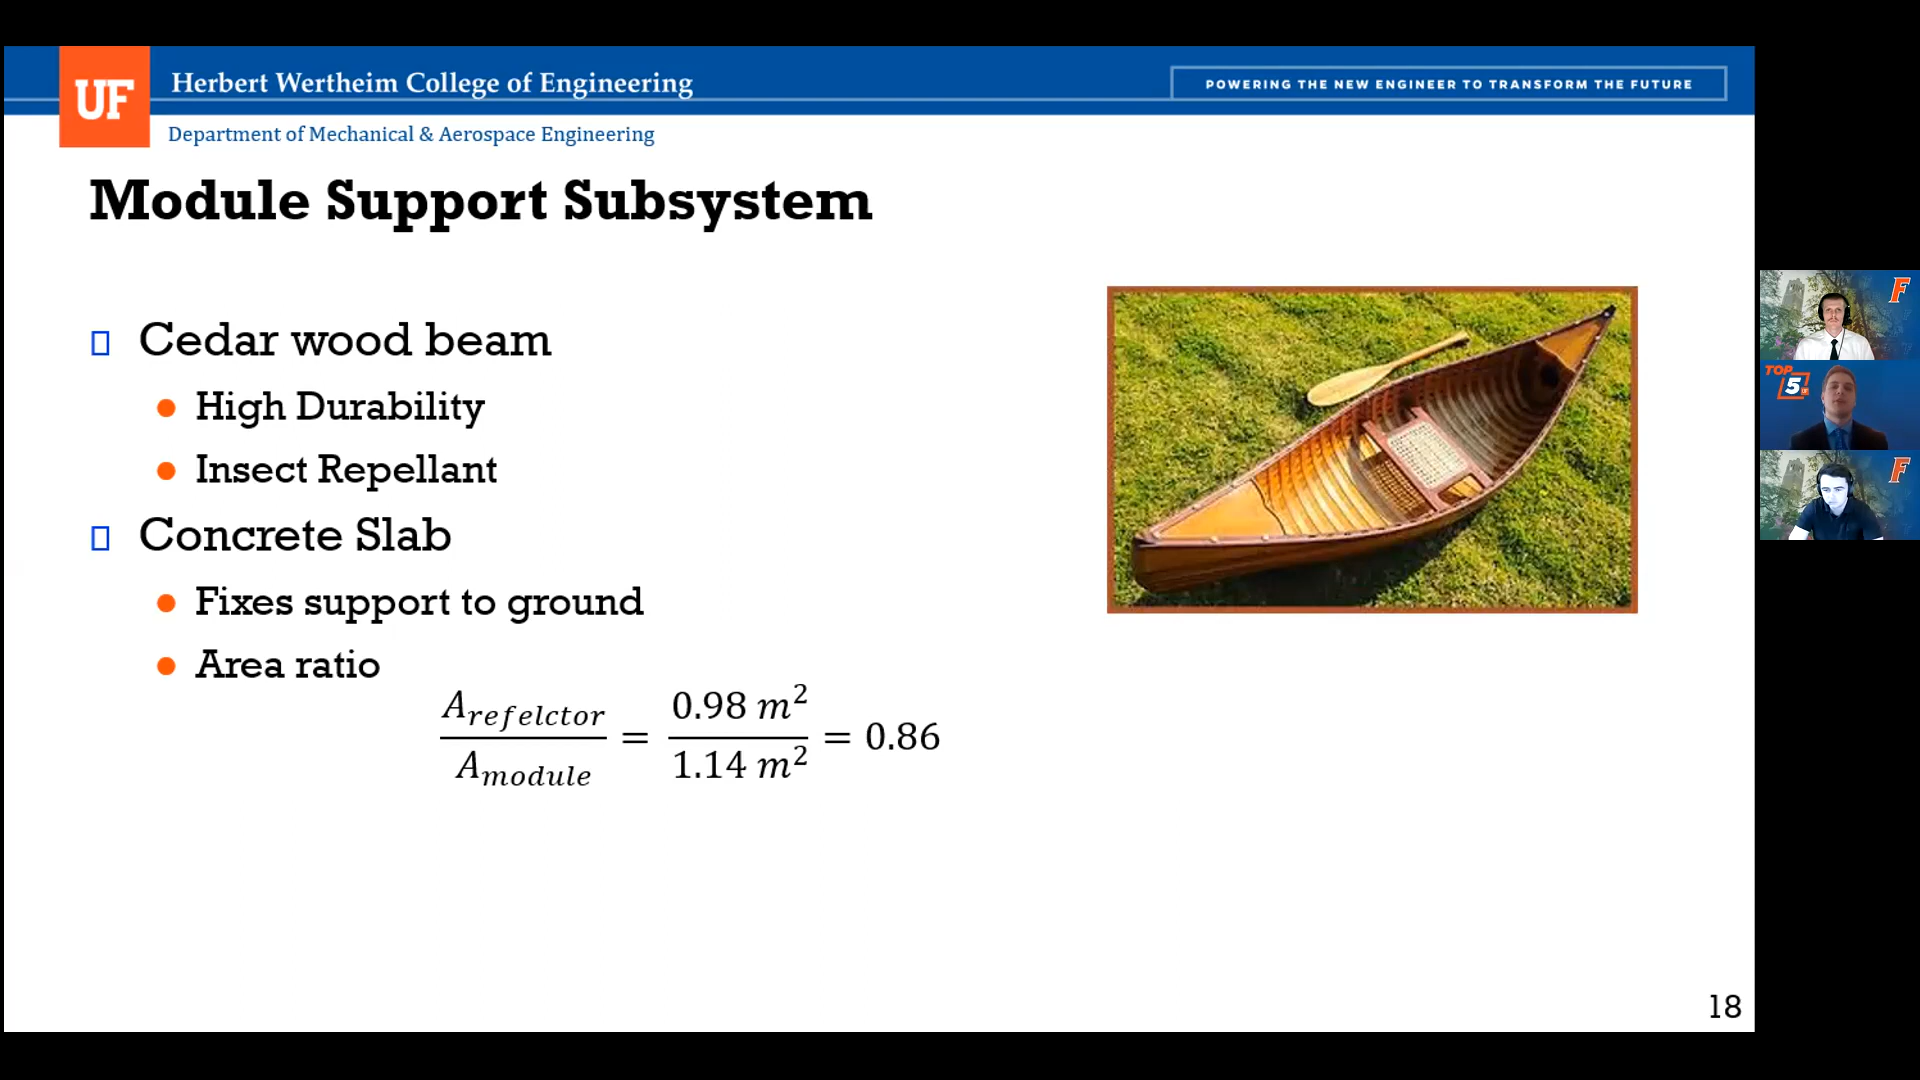 UF
Herbert Wertheim College of Engineering
POWERING THE NEW ENGINEER TO TRANSFORM THE FUTURE
Department of Mechanical & Aerospace Engineering
Module Support Subsystem
Cedar wood beam
High Durability
Insect Repellant
Concrete Slab
Fixes support to ground
Area ratio
A_refelctor / A_module = 0.98 m² / 1.14 m² = 0.86
18
F
TOP
5
F